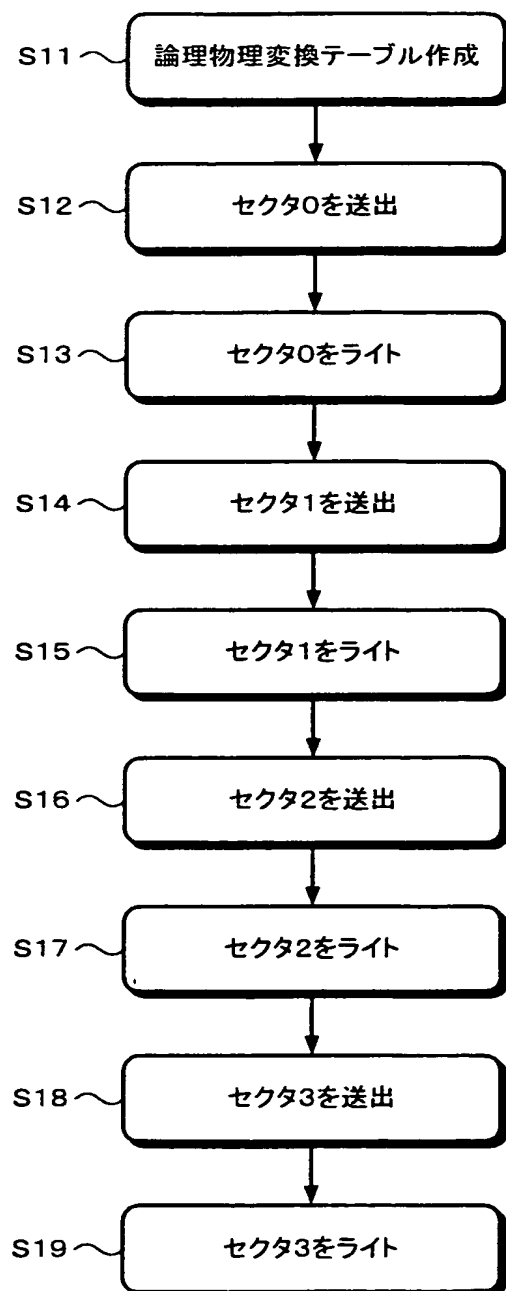 S11 論理物理変換テーブル作成
S12 セクタ0を送出
S13 セクタ0をライト
S14 セクタ1を送出
S15 セクタ1をライト
S16 セクタ2を送出
S17 セクタ2をライト
S18 セクタ3を送出
S19 セクタ3をライト